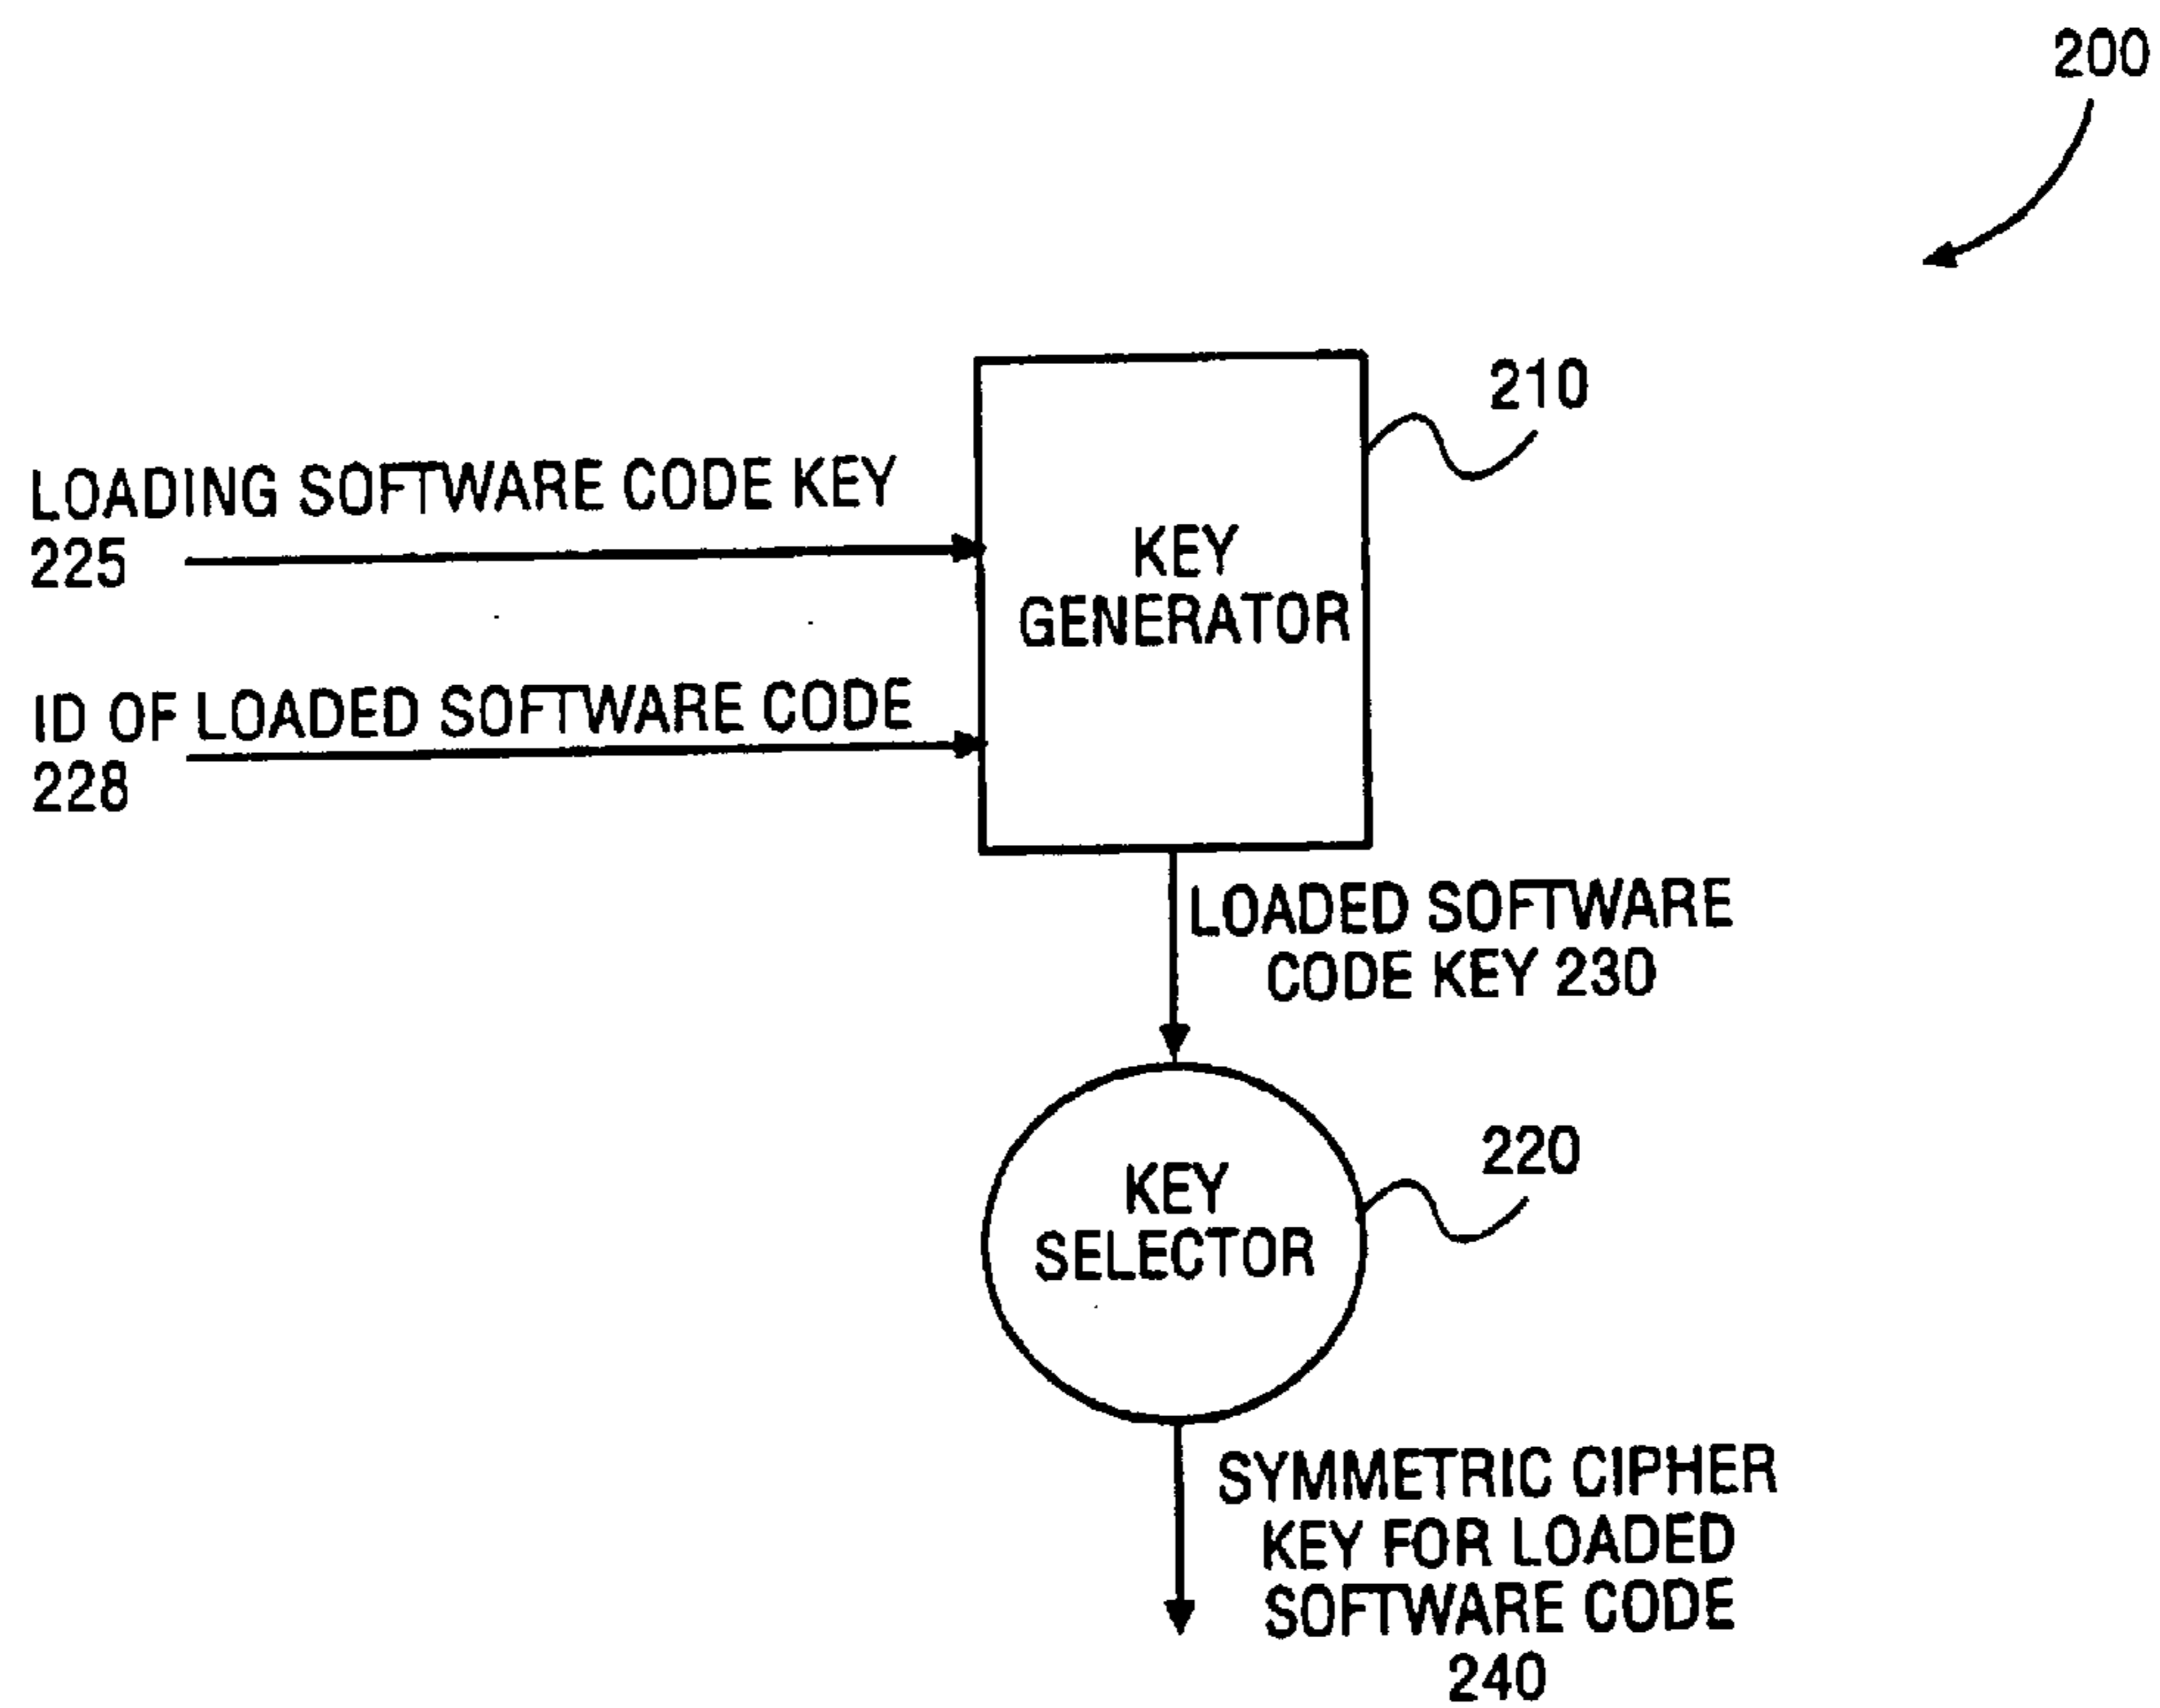 200
210
LOADING SOFTWARE CODE KEY
225
KEY
GENERATOR
ID OF LOADED SOFTWARE CODE
228
LOADED SOFTWARE
CODE KEY 230
220
KEY
SELECTOR
SYMMETRIC CIPHER
KEY FOR LOADED
SOFTWARE CODE
240